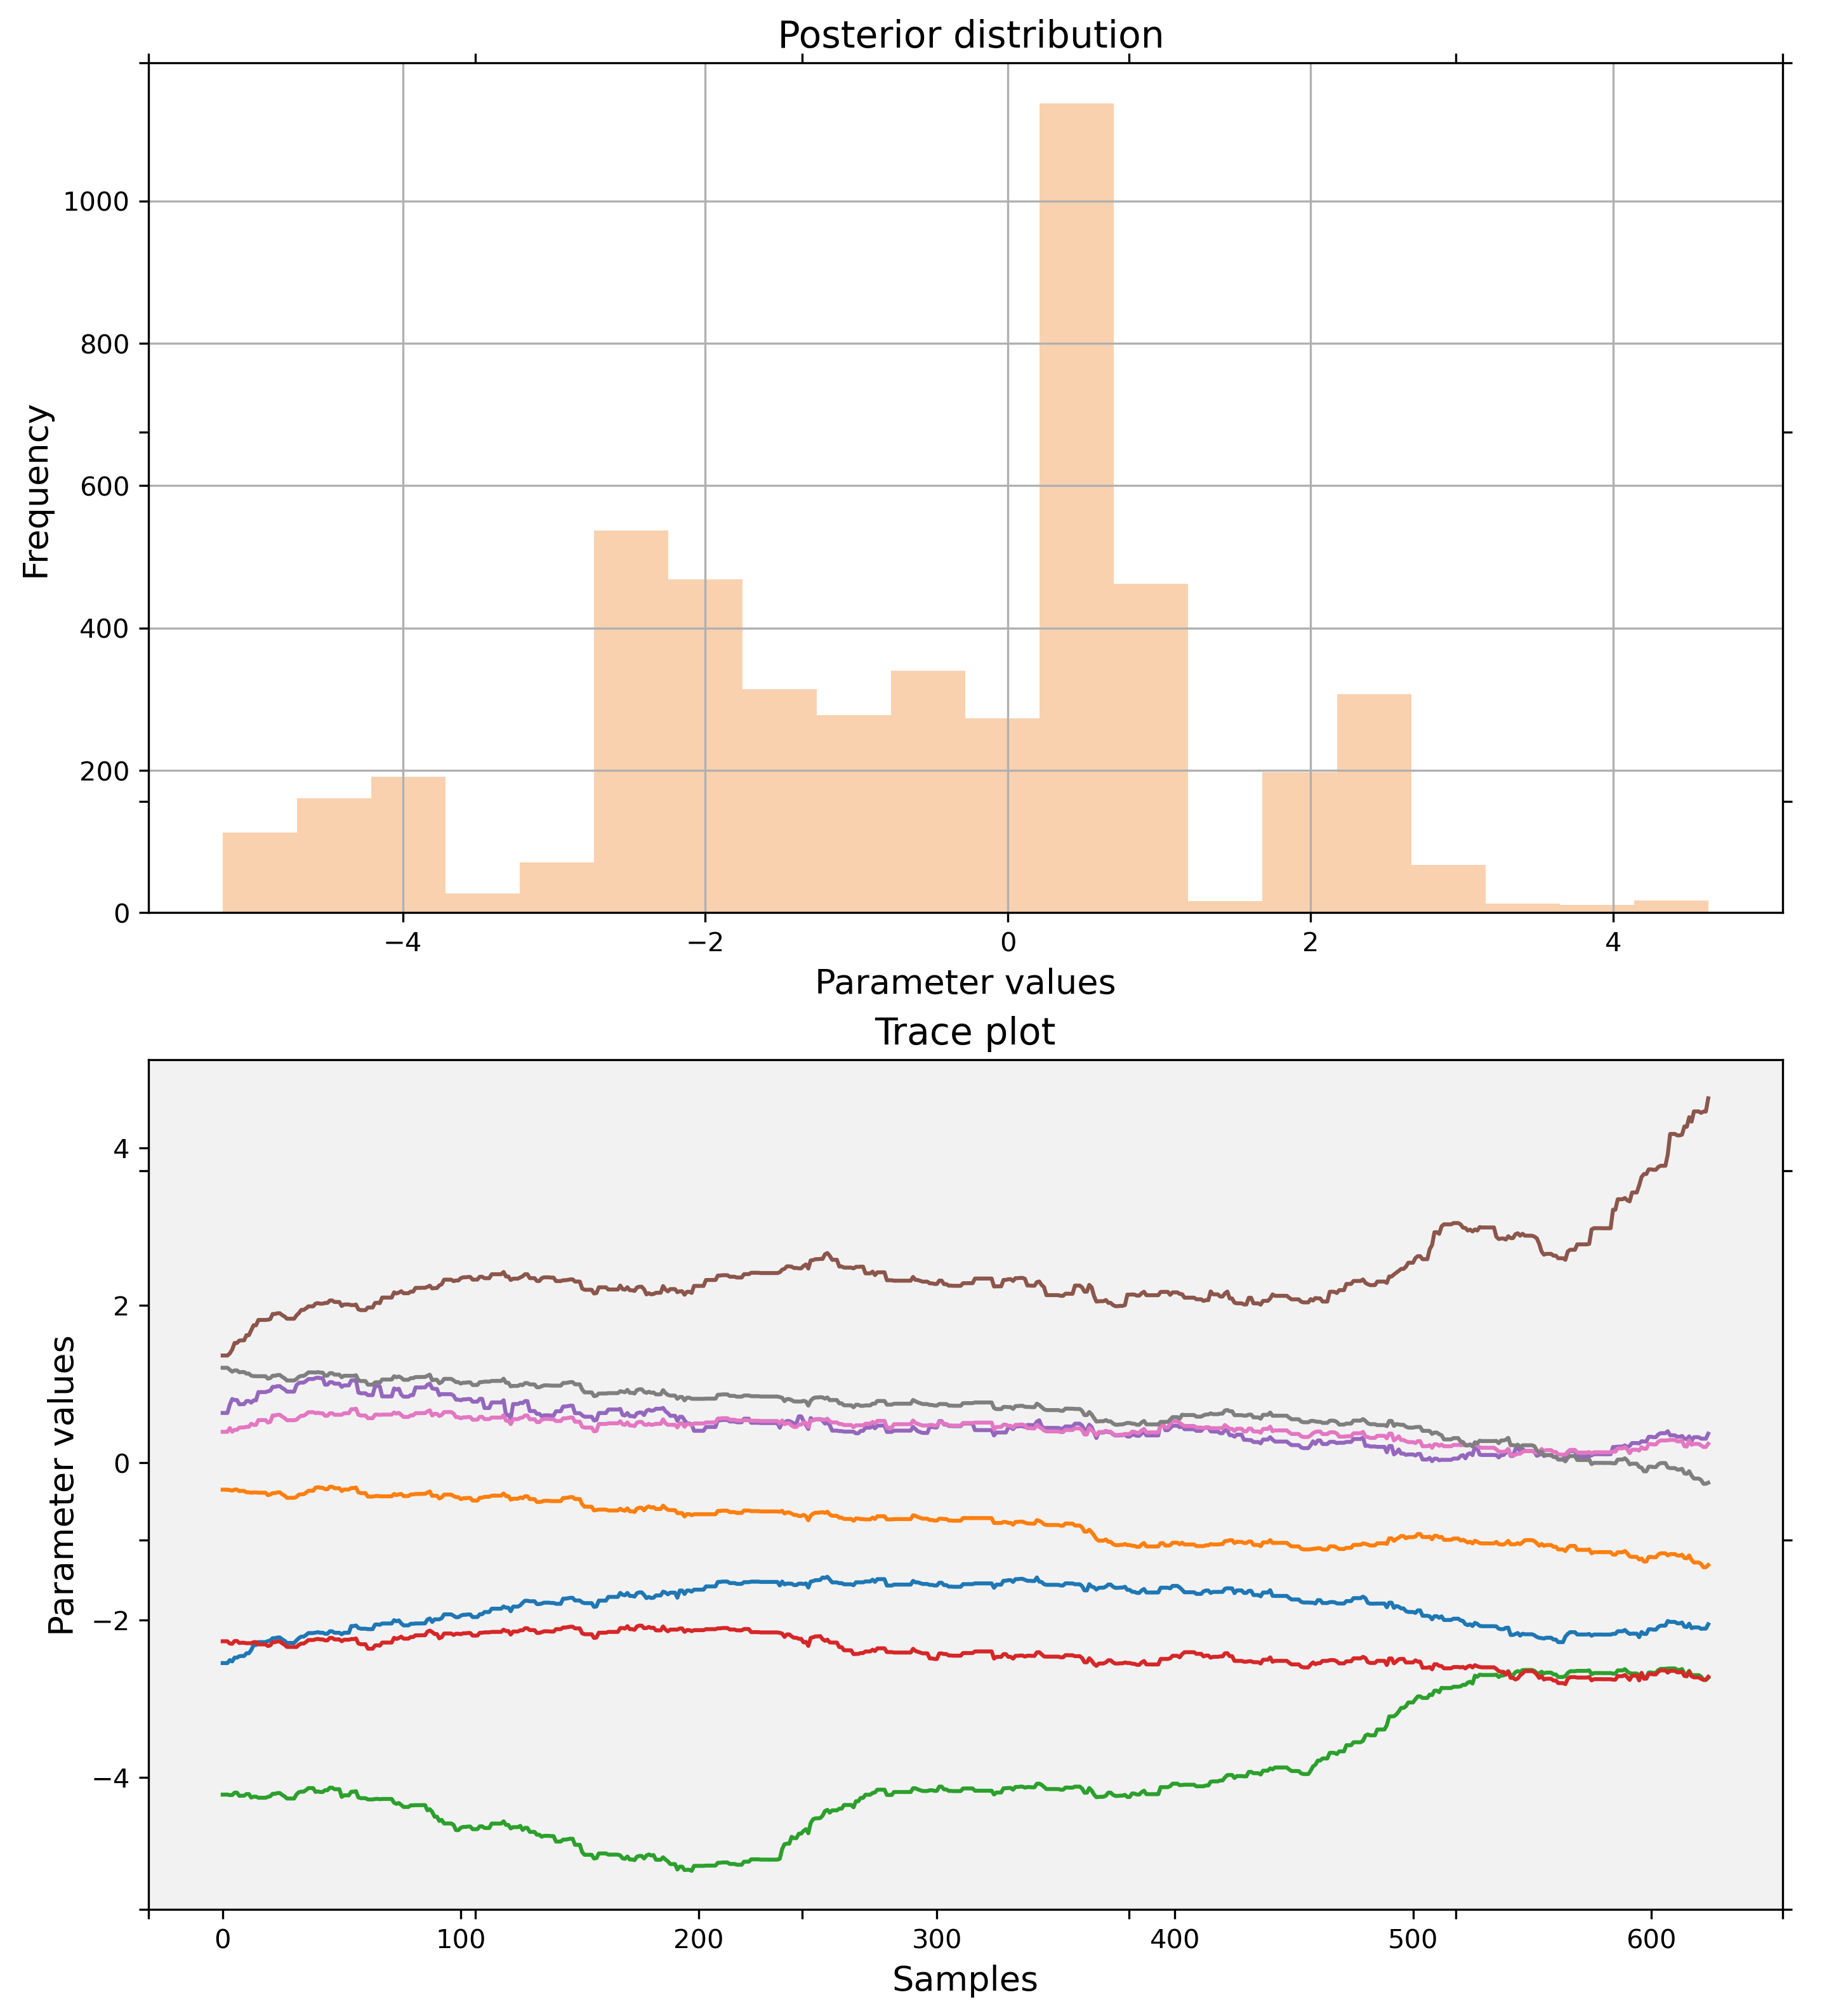 Posterior distribution
1000
800
600
400
200
0
Frequency
−4 −2 0 2 4
Parameter values
Trace plot
4
2
0
−2
−4
Parameter values
0 100 200 300 400 500 600
Samples